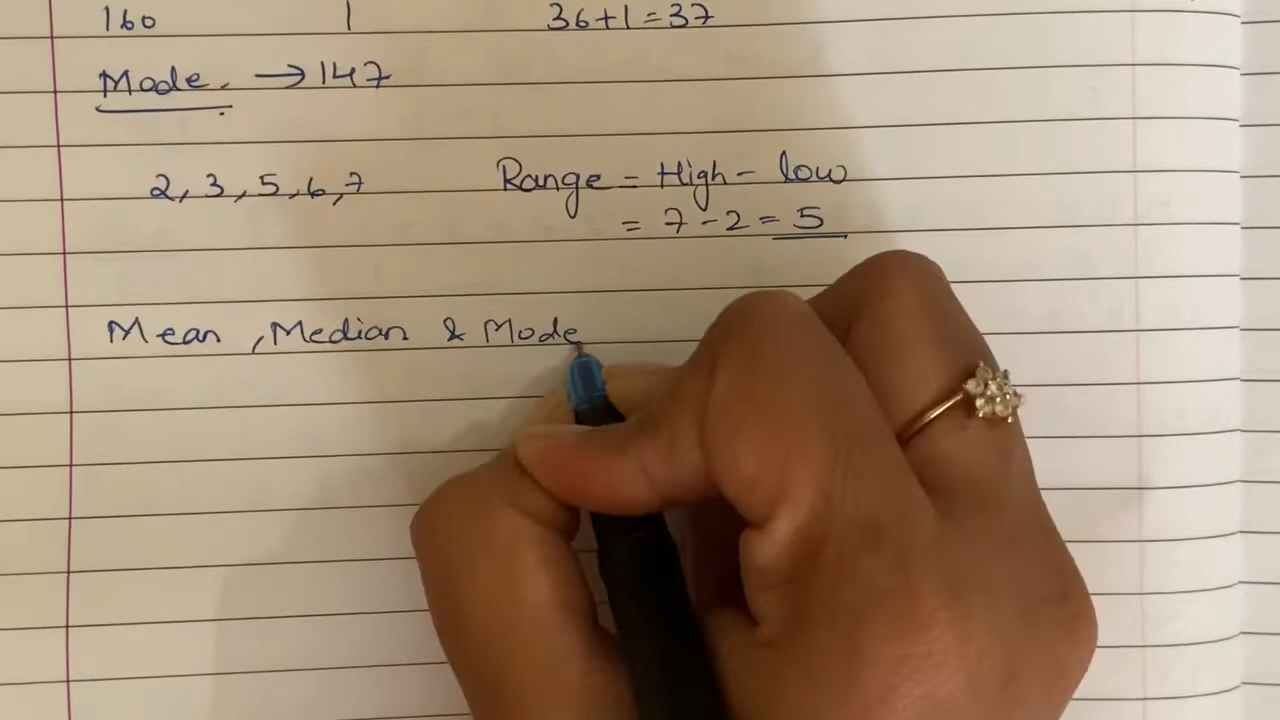 160 1 36+1=37
Mode. → 147
2, 3, 5, 6, 7 Range = High - low
= 7 - 2 = 5
Mean , Median & Mode